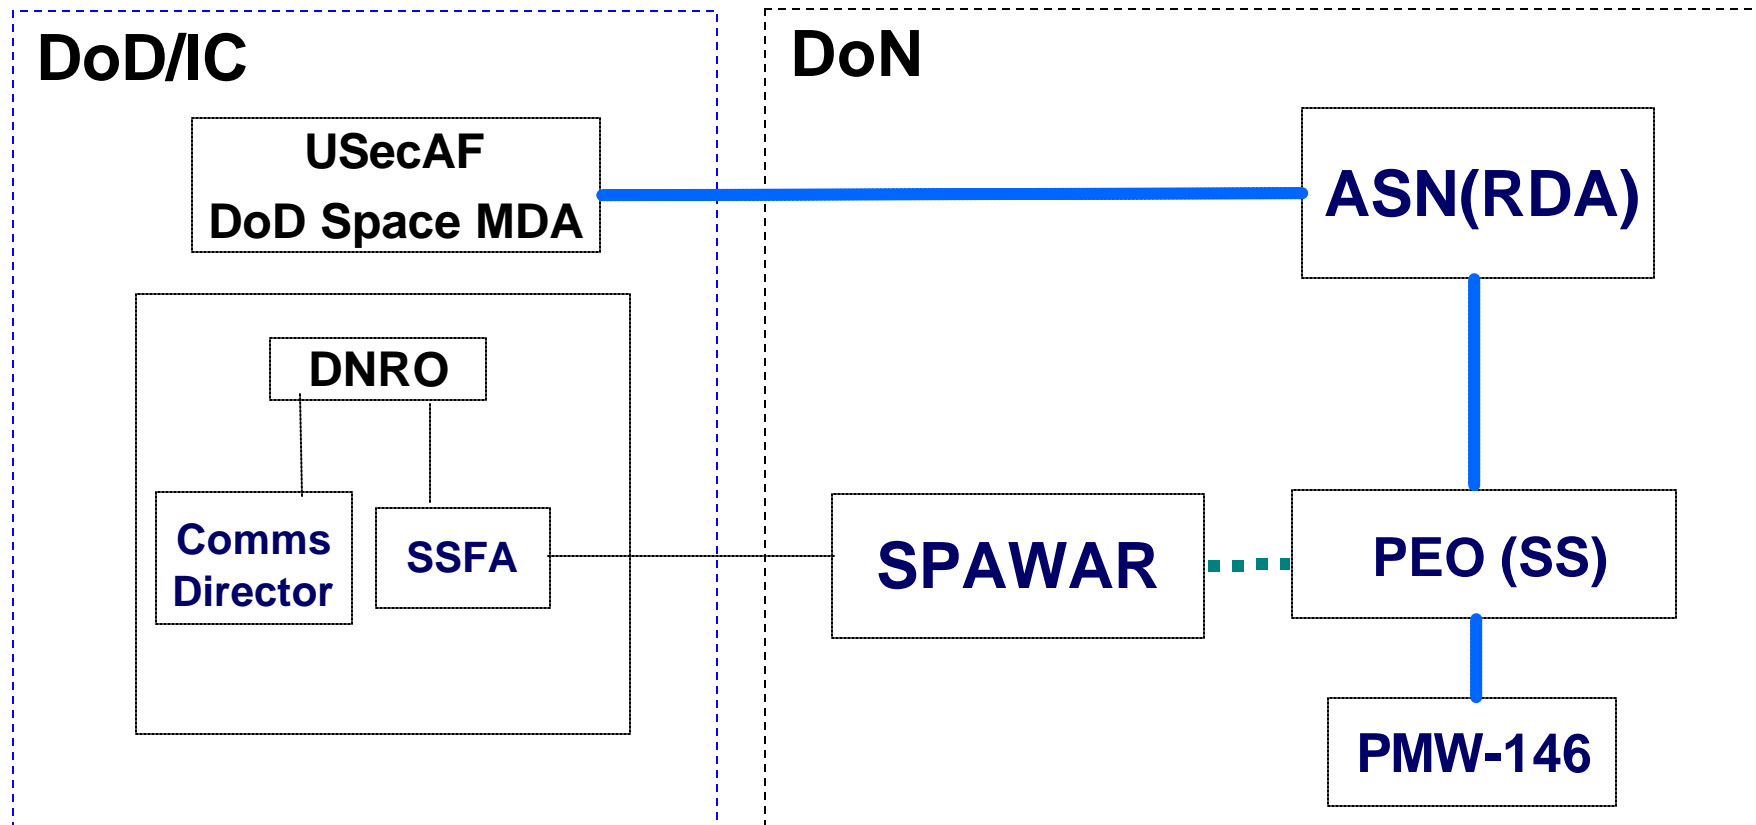 DoD/IC
DoN
USecAF
DoD Space MDA
ASN(RDA)
DNRO
Comms
Director
SSFA
SPAWAR
PEO (SS)
PMW-146